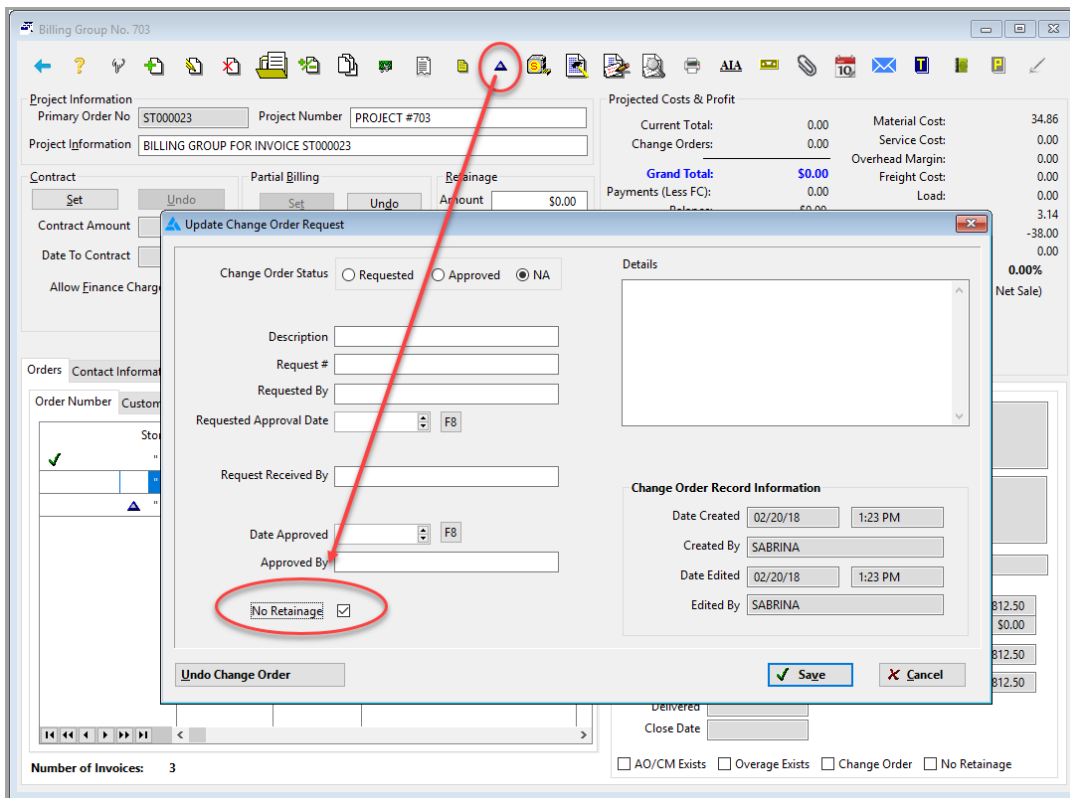 Billing Group No. 703
AIA
10
T
P
Project Information
Primary Order No ST000023 Project Number PROJECT #703
Project Information BILLING GROUP FOR INVOICE ST000023
Projected Costs & Profit
Current Total: 0.00 Material Cost: 34.86
Change Orders: 0.00 Service Cost: 0.00
Overhead Margin: 0.00
Grand Total: $0.00 Freight Cost: 0.00
Payments (Less FC): 0.00 Load: 0.00
3.14
-38.00
0.00
0.00%
Net Sale)
Contract Partial Billing Retainage
Set Undo Set Undo Amount $0.00
Contract Amount
Date To Contract
Allow Finance Charg
Update Change Order Request
Change Order Status Requested Approved NA
Details
Description
Request #
Requested By
Requested Approval Date F8
Request Received By
Date Approved F8
Approved By
No Retainage
Change Order Record Information
Date Created 02/20/18 1:23 PM
Created By SABRINA
Date Edited 02/20/18 1:23 PM
Edited By SABRINA
Undo Change Order Save Cancel
Orders Contact Informat
Order Number Custom
Stor
812.50
$0.00
812.50
812.50
Delivered
Close Date
Number of Invoices: 3
AO/CM Exists Overage Exists Change Order No Retainage